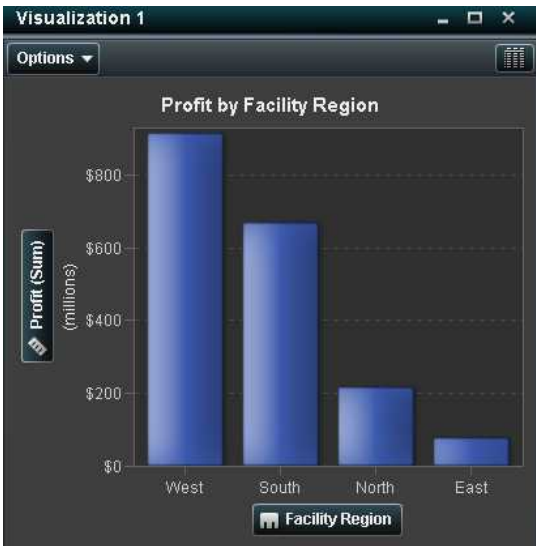 Visualization 1
Options
Profit by Facility Region
$800
$600
$400
$200
$0
Profit (Sum)
(millions)
West South North East
Facility Region